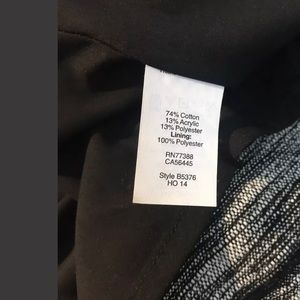 74% Cotton
13% Acrylic
13% Polyester
Lining:
100% Polyester
RN77388
CA56445
Style B5376
HO 14